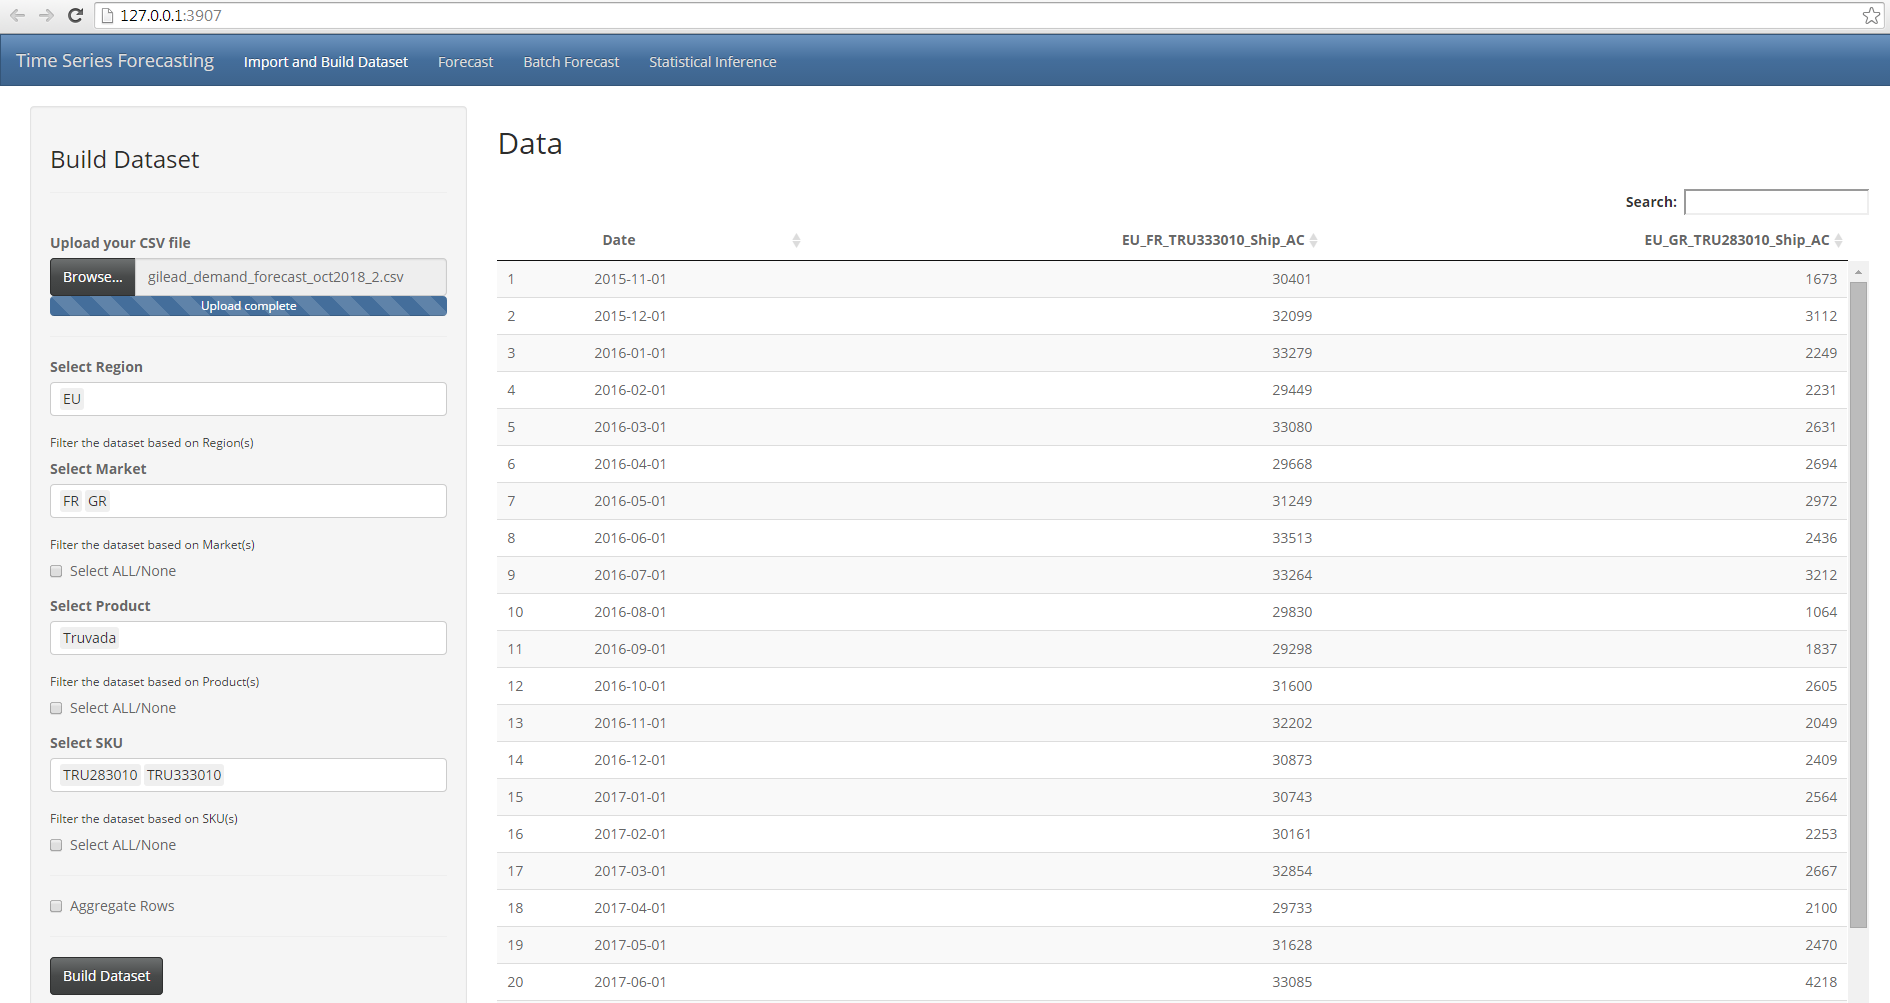 127.0.0.1:3907
Time Series Forecasting Import and Build Dataset Forecast Batch Forecast Statistical Inference
Build Dataset
Upload your CSV file
Browse... gilead_demand_forecast_oct2018_2.csv
Upload complete
Select Region
EU
Filter the dataset based on Region(s)
Select Market
FR GR
Filter the dataset based on Market(s)
Select ALL/None
Select Product
Truvada
Filter the dataset based on Product(s)
Select ALL/None
Select SKU
TRU283010 TRU333010
Filter the dataset based on SKU(s)
Select ALL/None
Aggregate Rows
Build Dataset
Data
Search:
Date EU_FR_TRU333010_Ship_AC EU_GR_TRU283010_Ship_AC
1 2015-11-01 30401 1673
2 2015-12-01 32099 3112
3 2016-01-01 33279 2249
4 2016-02-01 29449 2231
5 2016-03-01 33080 2631
6 2016-04-01 29668 2694
7 2016-05-01 31249 2972
8 2016-06-01 33513 2436
9 2016-07-01 33264 3212
10 2016-08-01 29830 1064
11 2016-09-01 29298 1837
12 2016-10-01 31600 2605
13 2016-11-01 32202 2049
14 2016-12-01 30873 2409
15 2017-01-01 30743 2564
16 2017-02-01 30161 2253
17 2017-03-01 32854 2667
18 2017-04-01 29733 2100
19 2017-05-01 31628 2470
20 2017-06-01 33085 4218